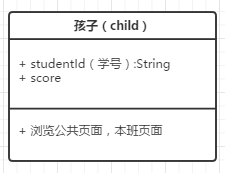 孩子（child）
+ studentId（学号）:String
+ score
+ 浏览公共页面，本班页面